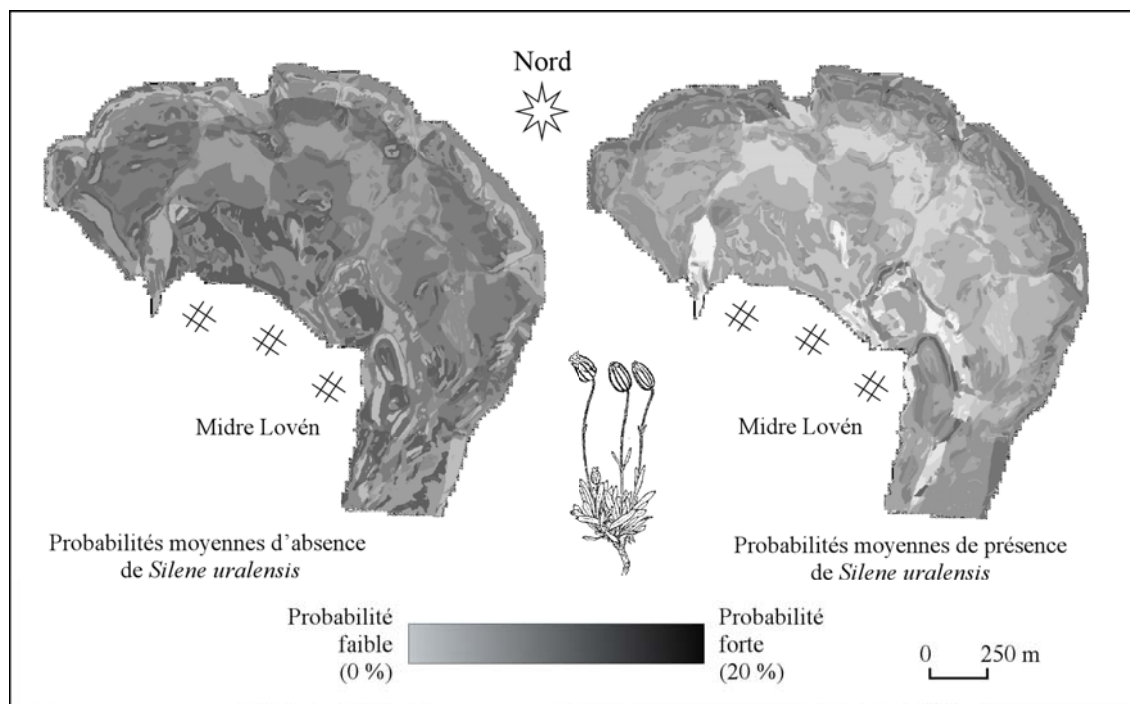 Nord
Midre Lovén
Midre Lovén
Probabilités moyennes d’absence
de Silene uralensis
Probabilités moyennes de présence
de Silene uralensis
Probabilité
faible
(0 %)
Probabilité
forte
(20 %)
0 250 m